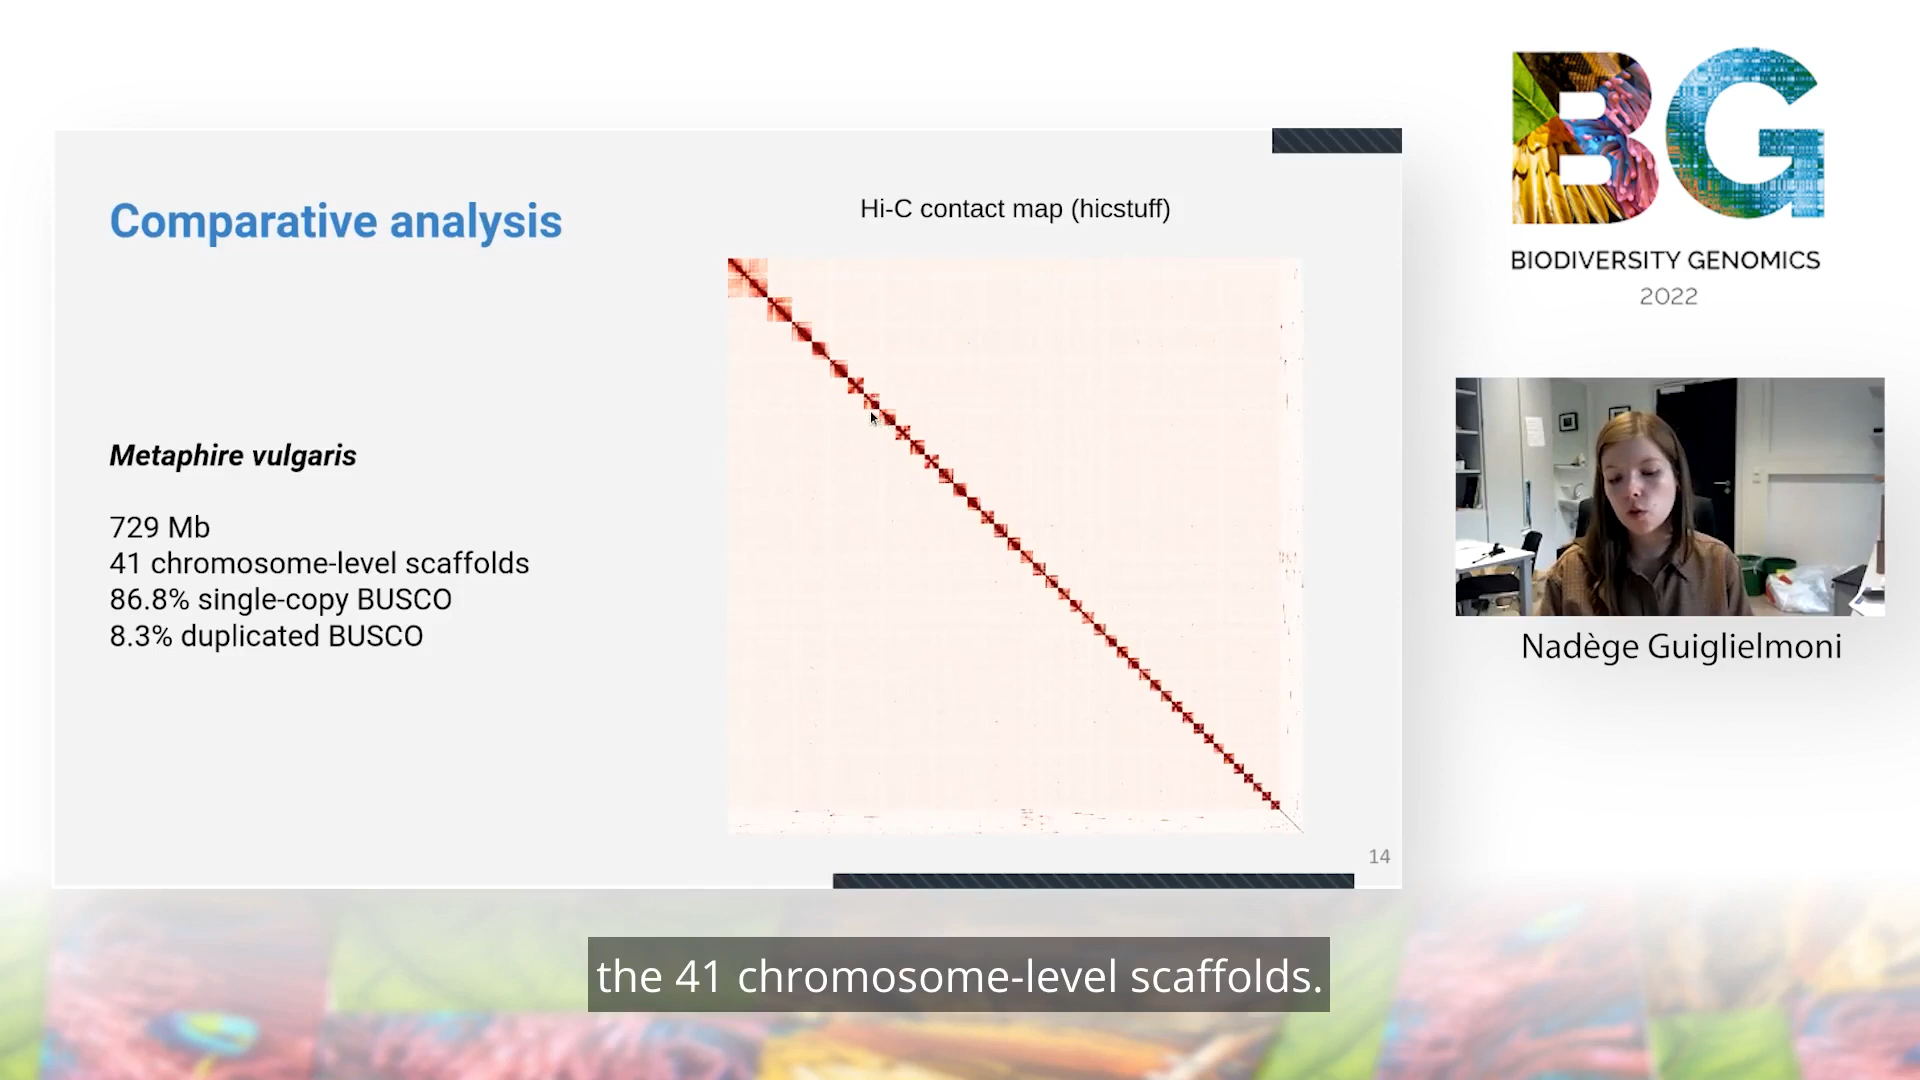 Comparative analysis
Hi-C contact map (hicstuff)
Metaphire vulgaris
729 Mb
41 chromosome-level scaffolds
86.8% single-copy BUSCO
8.3% duplicated BUSCO
14
BG
BIODIVERSITY GENOMICS
2022
Nadège Guiglielmoni
the 41 chromosome-level scaffolds.